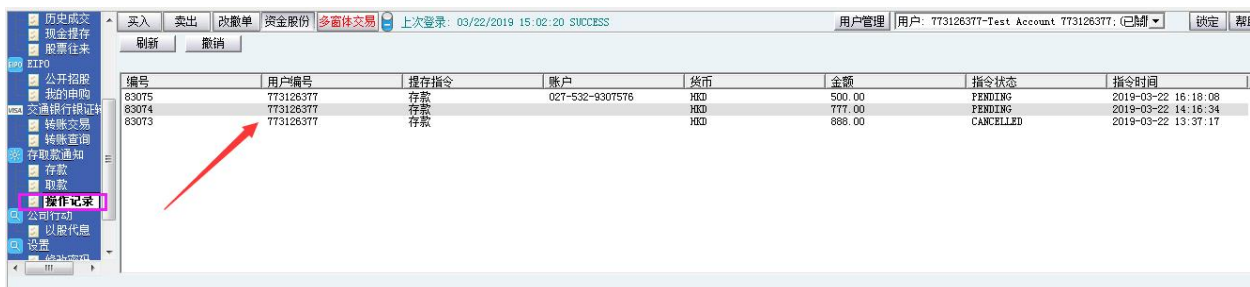 买入 卖出 改撤单 资金股份 多窗体交易 上次登录: 03/22/2019 15:02:20 SUCCESS 用户管理 用户: 773126377-Test Account 773126377; 锁定
刷新 撤销
历史成交
现金提存
股票往来
EIPO EIPO
公开招股
我的申购
VISA 交通银行银证转
转账交易
转账查询
存取款通知
存款
取款
操作记录
公司行动
以股代息
设置
修改密码
编号 用户编号 提存指令 账户 货币 金额 指令状态 指令时间
83075 773126377 存款 027-532-9307576 HKD 500.00 PENDING 2019-03-22 16:18:08
83074 773126377 存款 HKD 777.00 PENDING 2019-03-22 14:16:34
83073 773126377 存款 HKD 888.00 CANCELLED 2019-03-22 13:37:17